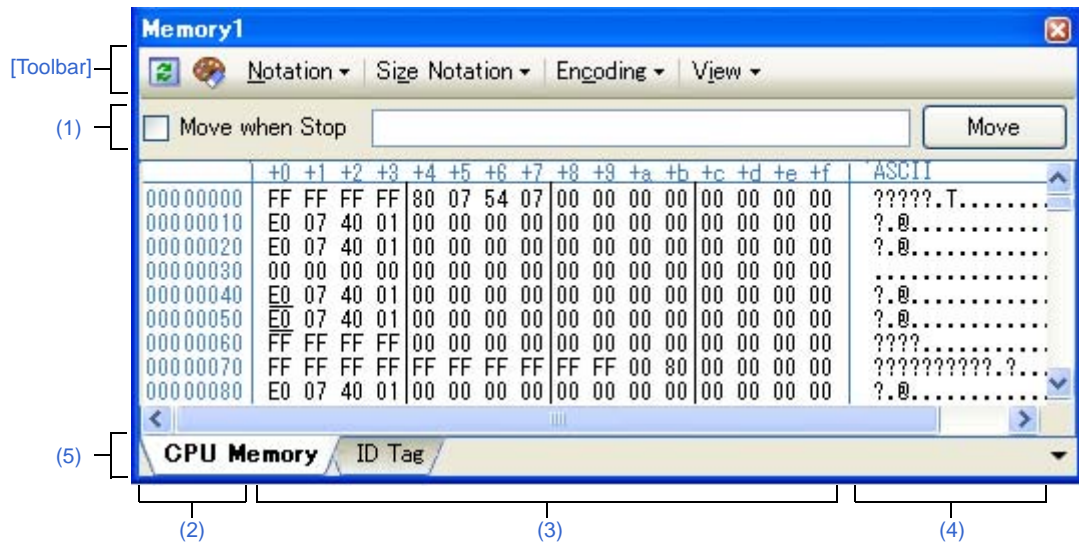 Memory1
[Toolbar]
Notation Size Notation Encoding View
(1) Move when Stop Move
+0 +1 +2 +3 +4 +5 +6 +7 +8 +9 +a +b +c +d +e +f ASCII
00000000 FF FF FF FF 80 07 54 07 00 00 00 00 00 00 00 00 ?????.T.........
00000010 E0 07 40 01 00 00 00 00 00 00 00 00 00 00 00 00 ?.@.............
00000020 E0 07 40 01 00 00 00 00 00 00 00 00 00 00 00 00 ?.@.............
00000030 00 00 00 00 00 00 00 00 00 00 00 00 00 00 00 00 ................
00000040 E0 07 40 01 00 00 00 00 00 00 00 00 00 00 00 00 ?.@.............
00000050 E0 07 40 01 00 00 00 00 00 00 00 00 00 00 00 00 ?.@.............
00000060 FF FF FF FF 00 00 00 00 00 00 00 00 00 00 00 00 ????............
00000070 FF FF FF FF FF FF FF FF FF FF 00 80 00 00 00 00 ??????????.?....
00000080 E0 07 40 01 00 00 00 00 00 00 00 00 00 00 00 00 ?.@.............
(5) CPU Memory ID Tag
(2) (3) (4)